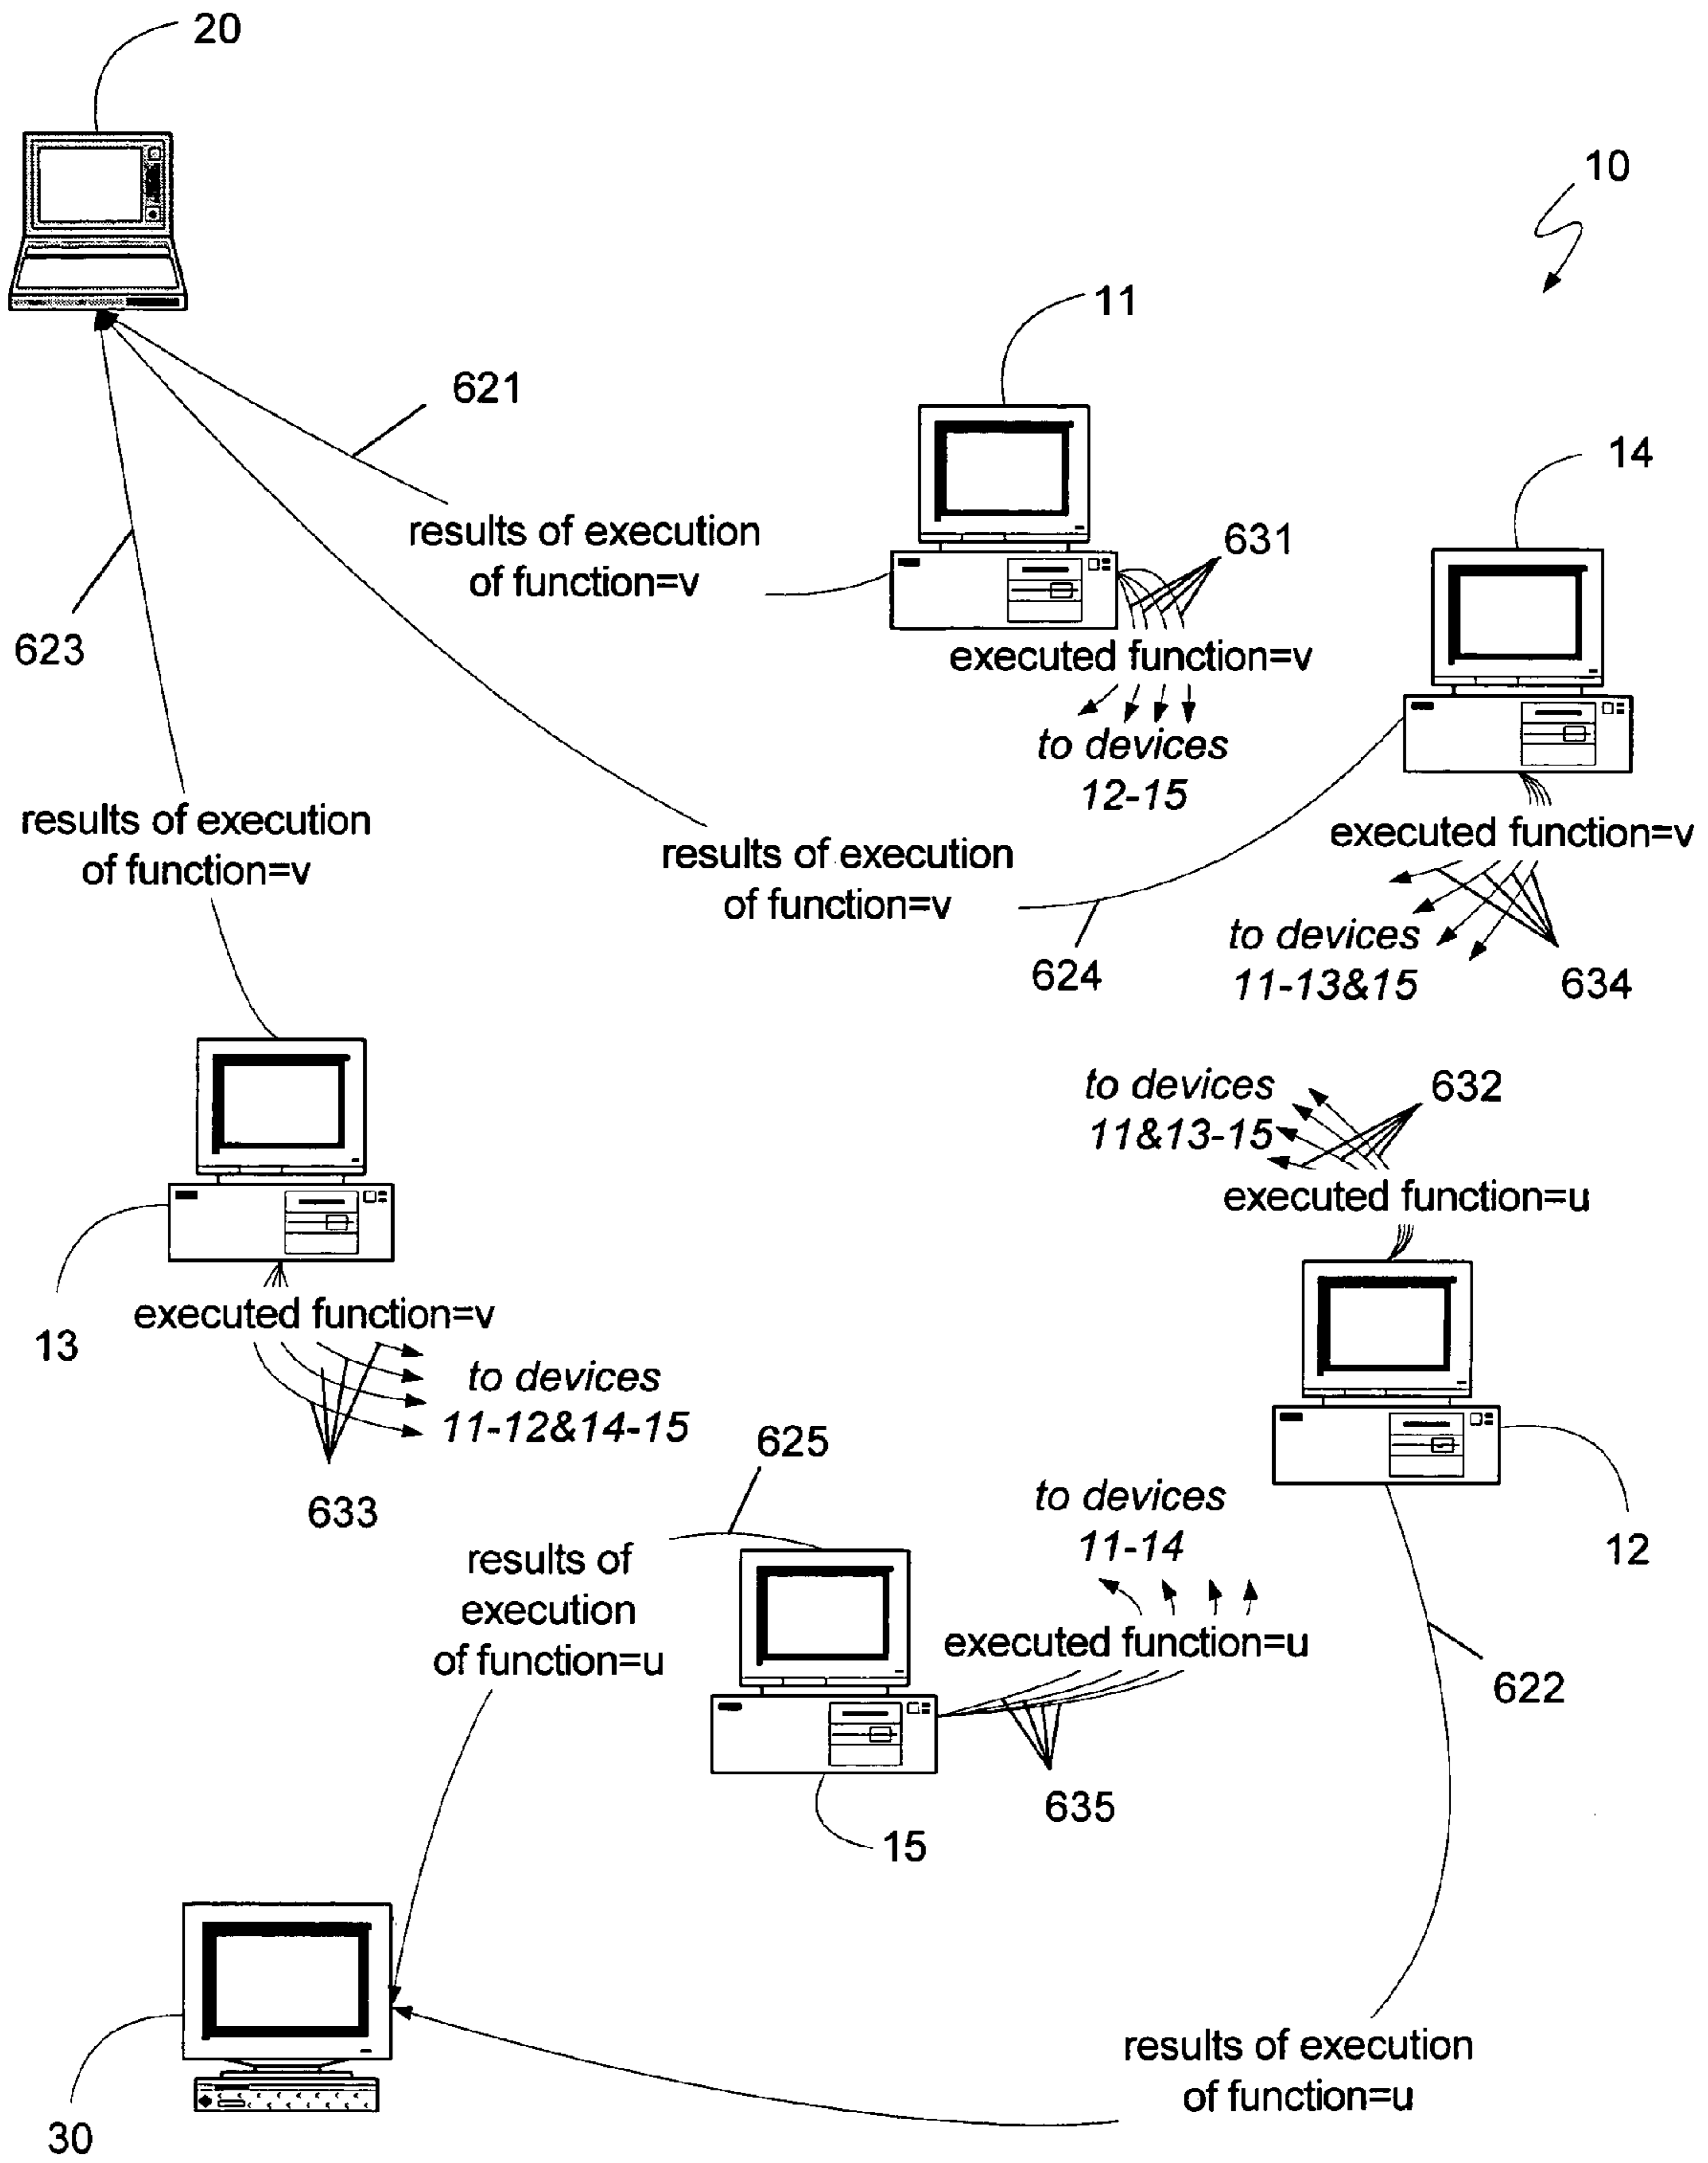 20
10
11
621
14
631
results of execution
of function=v
623
executed function=v
to devices
12-15
results of execution
of function=v
executed function=v
results of execution
of function=v
to devices
11-13&15
624
634
to devices
11&13-15
632
executed function=u
executed function=v
13
to devices
11-12&14-15
633
625
to devices
11-14
12
results of
execution
of function=u
executed function=u
622
635
15
results of execution
of function=u
30